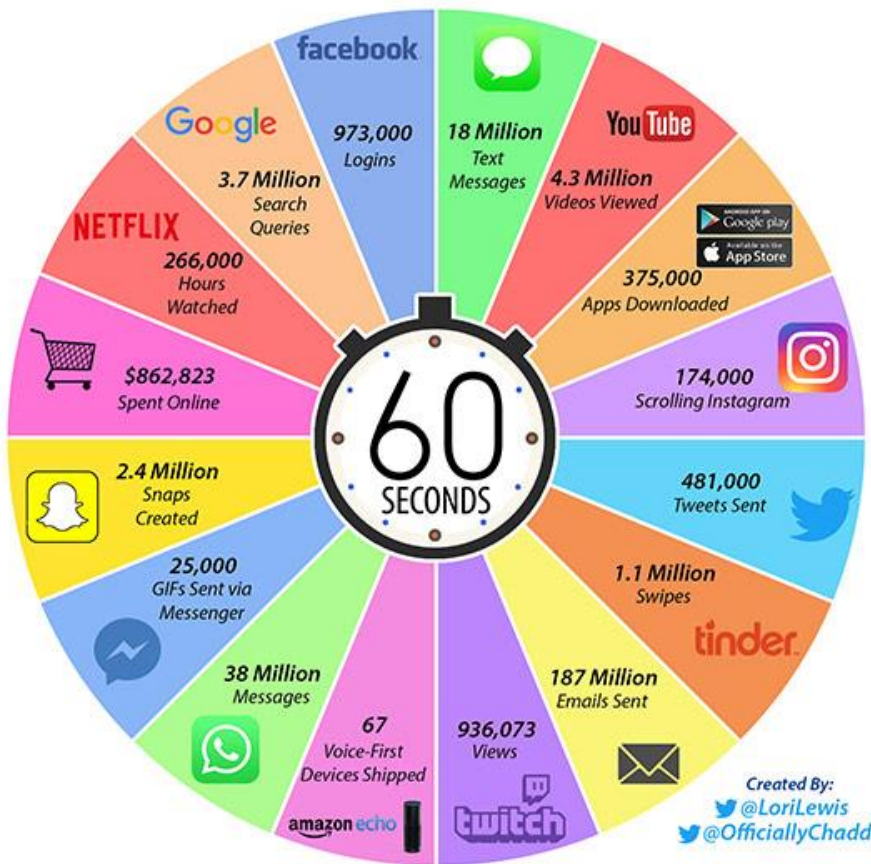 facebook
973,000
Logins
18 Million
Text
Messages
YouTube
4.3 Million
Videos Viewed
ANDROID APP ON
Google play
Available on the
App Store
375,000
Apps Downloaded
174,000
Scrolling Instagram
481,000
Tweets Sent
1.1 Million
Swipes
tinder
187 Million
Emails Sent
936,073
Views
twitch
67
Voice-First
Devices Shipped
amazon echo
38 Million
Messages
25,000
GIFs Sent via
Messenger
2.4 Million
Snaps
Created
$862,823
Spent Online
NETFLIX
266,000
Hours
Watched
Google
3.7 Million
Search
Queries
60
SECONDS
Created By:
@LoriLewis
@OfficiallyChadd